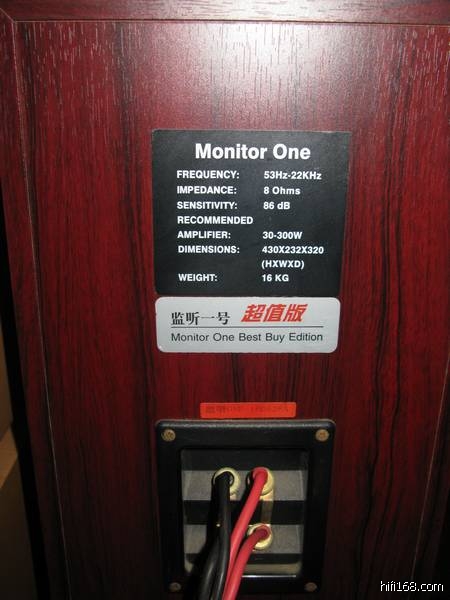 Monitor One
FREQUENCY: 53Hz-22KHz
IMPEDANCE: 8 Ohms
SENSITIVITY: 86 dB
RECOMMENDED
AMPLIFIER: 30-300W
DIMENSIONS: 430X232X320
(HXWXD)
WEIGHT: 16 KG
监听一号 超值版
Monitor One Best Buy Edition
hifi168.com